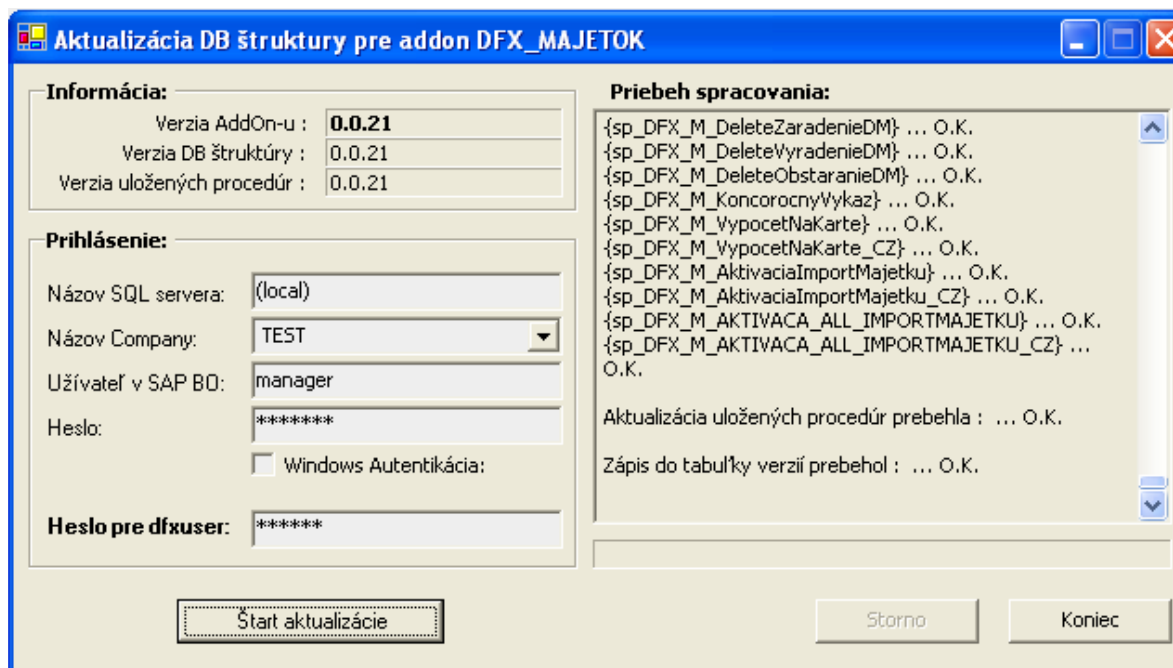 Aktualizácia DB štruktury pre addon DFX_MAJETOK
Informácia:
Verzia AddOn-u : 0.0.21
Verzia DB štruktúry : 0.0.21
Verzia uložených procedúr : 0.0.21
Prihlásenie:
Názov SQL servera: (local)
Názov Company: TEST
Užívateľ v SAP BO: manager
Heslo: *******
Windows Autentikácia:
Heslo pre dfxuser: ******
Štart aktualizácie
Priebeh spracovania:
{sp_DFX_M_DeleteZaradenieDM} ... O.K.
{sp_DFX_M_DeleteVyradenieDM} ... O.K.
{sp_DFX_M_DeleteObstaranieDM} ... O.K.
{sp_DFX_M_KoncorocnyVykaz} ... O.K.
{sp_DFX_M_VypocetNaKarte} ... O.K.
{sp_DFX_M_VypocetNaKarte_CZ} ... O.K.
{sp_DFX_M_AktivaciaImportMajetku} ... O.K.
{sp_DFX_M_AktivaciaImportMajetku_CZ} ... O.K.
{sp_DFX_M_AKTIVACA_ALL_IMPORTMAJETKU} ... O.K.
{sp_DFX_M_AKTIVACA_ALL_IMPORTMAJETKU_CZ} ...
O.K.
Aktualizácia uložených procedúr prebehla : ... O.K.
Zápis do tabuľky verzií prebehol : ... O.K.
Storno
Koniec